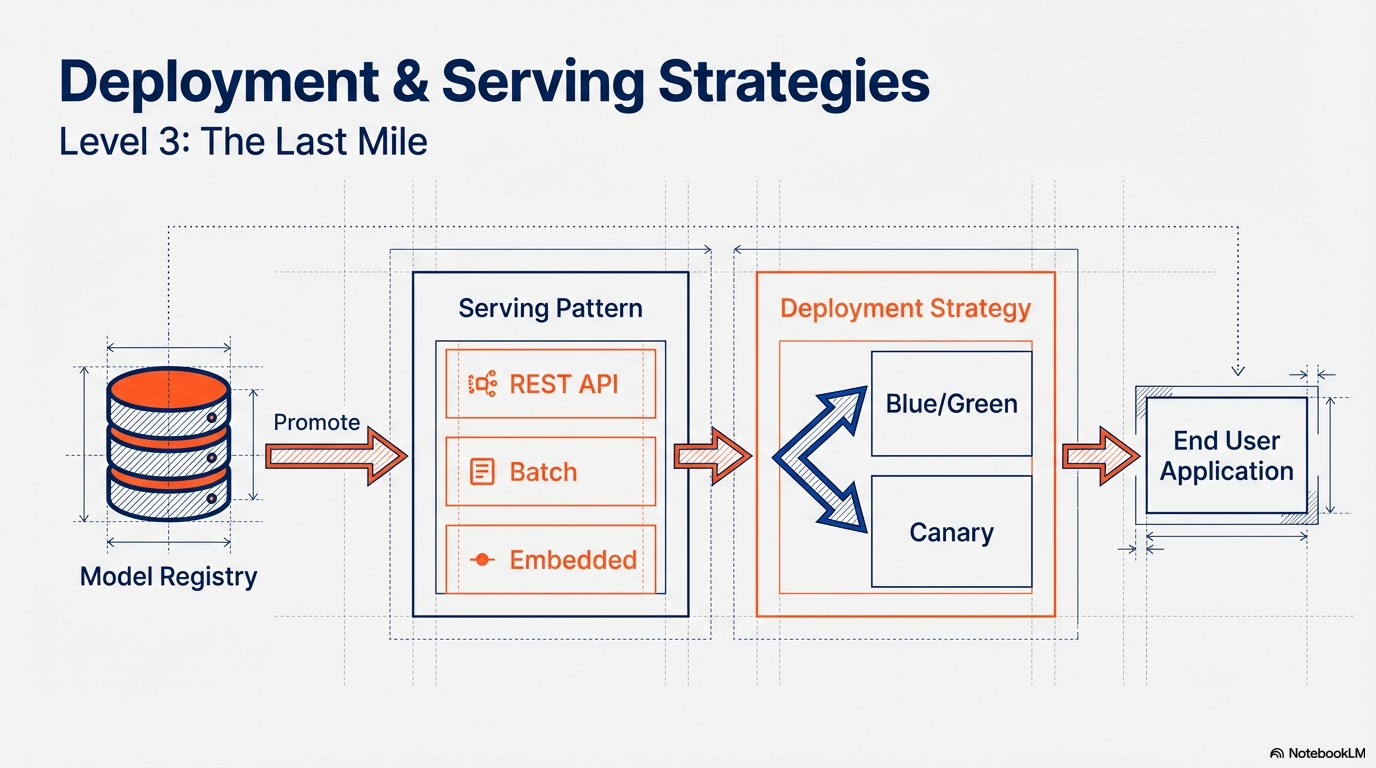 Deployment & Serving Strategies
Level 3: The Last Mile
Model Registry
Promote
Serving Pattern
REST API
Batch
Embedded
Deployment Strategy
Blue/Green
Canary
End User
Application
NotebookLM